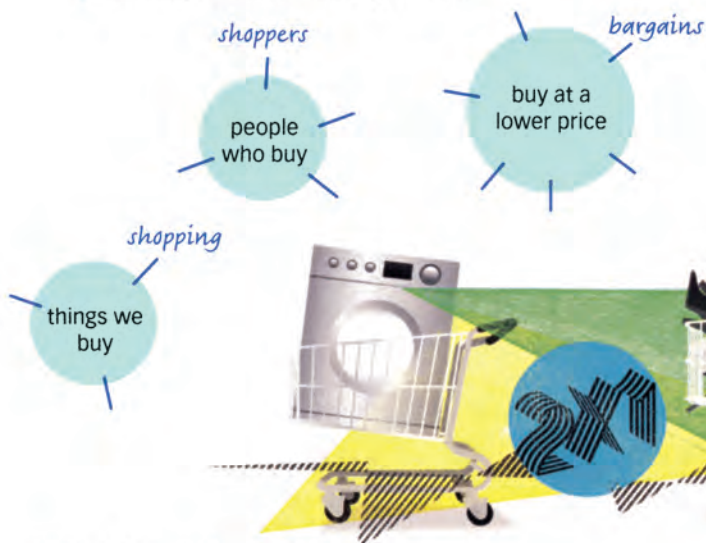 shoppers
people
who buy
bargains
buy at a
lower price
shopping
things we
buy
2X1